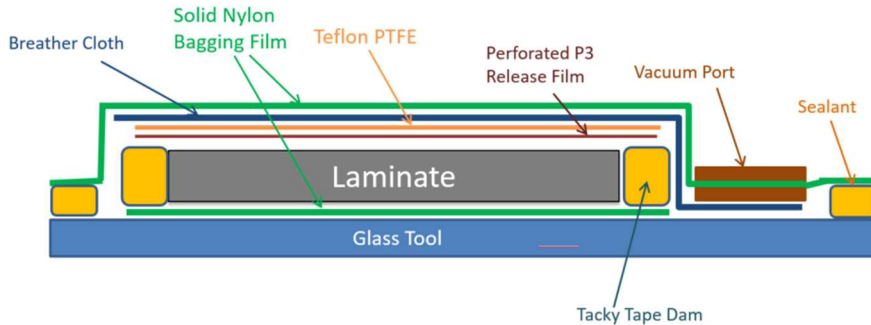 Solid Nylon
Bagging Film
Breather Cloth
Teflon PTFE
Perforated P3
Release Film
Vacuum Port
Sealant
Laminate
Glass Tool
Tacky Tape Dam